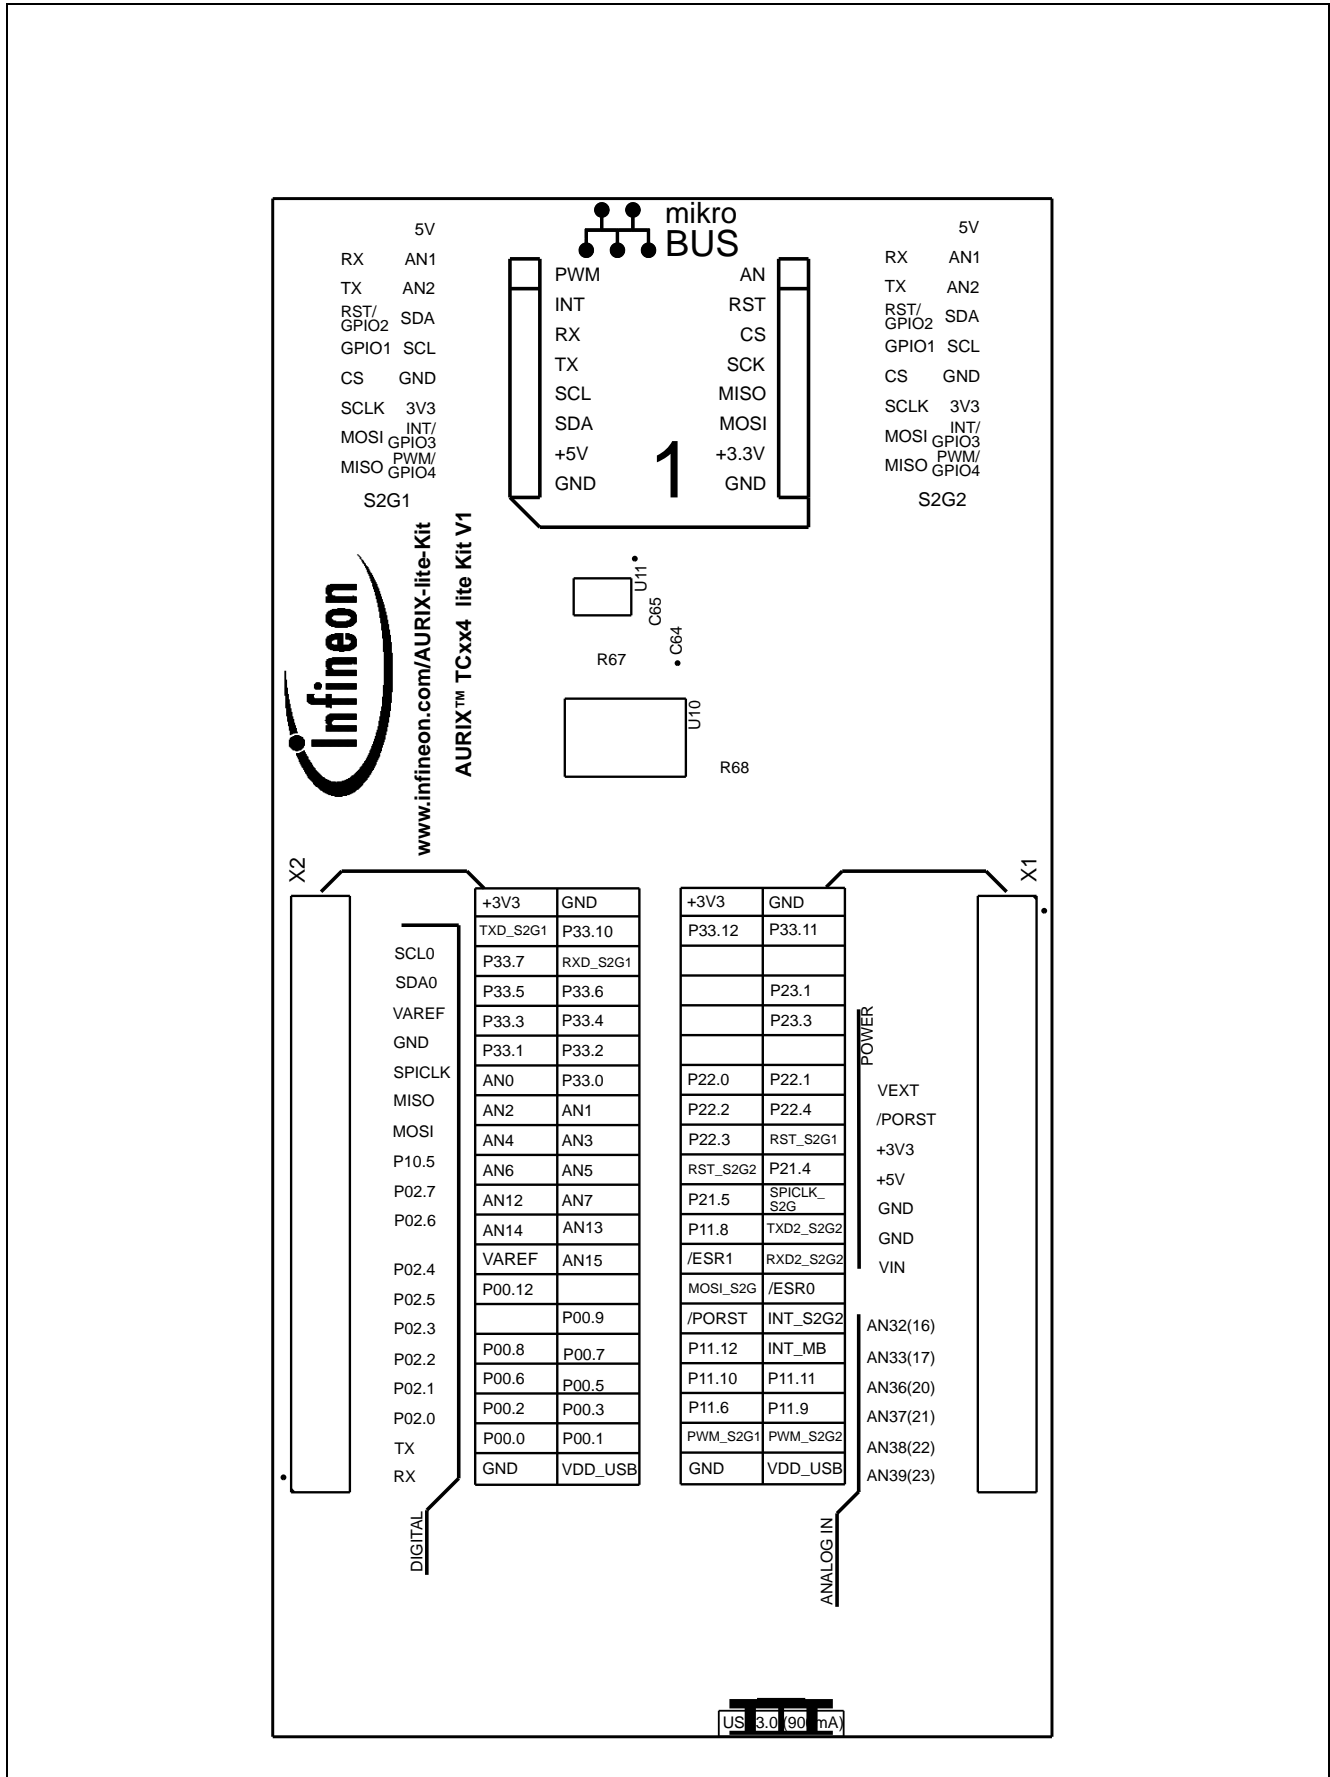 mikro
BUS
5V
RX AN1
TX AN2
RST/
GPIO2 SDA
GPIO1 SCL
CS GND
SCLK 3V3
MOSI INT/
GPIO3
MISO PWM/
GPIO4
S2G1
PWM AN
INT RST
RX CS
TX SCK
SCL MISO
SDA MOSI
+5V +3.3V
GND GND
1
5V
RX AN1
TX AN2
RST/
GPIO2 SDA
GPIO1 SCL
CS GND
SCLK 3V3
MOSI INT/
GPIO3
MISO PWM/
GPIO4
S2G2
Infineon
www.infineon.com/AURIX-lite-Kit
AURIX™ TCxx4 lite Kit V1
U11
C65
C64
R67
U10
R68
X2
X1
SCL0
SDA0
VAREF
GND
SPICLK
MISO
MOSI
P10.5
P02.7
P02.6
P02.4
P02.5
P02.3
P02.2
P02.1
P02.0
TX
RX
DIGITAL
+3V3 GND
TXD_S2G1 P33.10
P33.7 RXD_S2G1
P33.5 P33.6
P33.3 P33.4
P33.1 P33.2
AN0 P33.0
AN2 AN1
AN4 AN3
AN6 AN5
AN12 AN7
AN14 AN13
VAREF AN15
P00.12
P00.9
P00.8 P00.7
P00.6 P00.5
P00.2 P00.3
P00.0 P00.1
GND VDD_USB
+3V3 GND
P33.12 P33.11
P23.1
P23.3
P22.0 P22.1
P22.2 P22.4
P22.3 RST_S2G1
RST_S2G2 P21.4
P21.5 SPICLK_
S2G
P11.8 TXD2_S2G2
/ESR1 RXD2_S2G2
MOSI_S2G /ESR0
/PORST INT_S2G2
P11.12 INT_MB
P11.10 P11.11
P11.6 P11.9
PWM_S2G1 PWM_S2G2
GND VDD_USB
POWER
VEXT
/PORST
+3V3
+5V
GND
GND
VIN
AN32(16)
AN33(17)
AN36(20)
AN37(21)
AN38(22)
AN39(23)
ANALOG IN